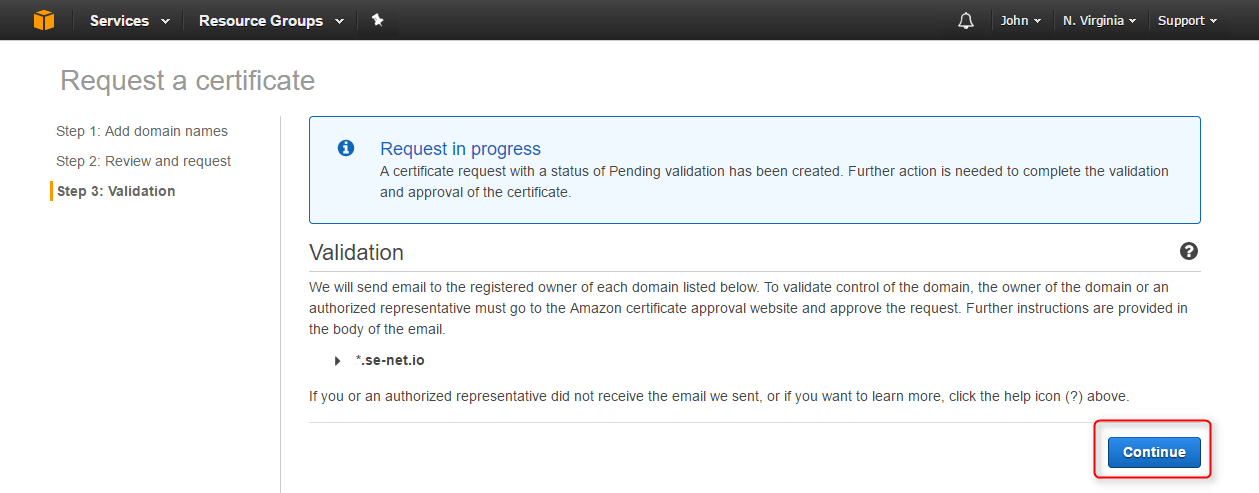 Services Resource Groups John N. Virginia Support
Request a certificate
Step 1: Add domain names
Step 2: Review and request
Step 3: Validation
Request in progress
A certificate request with a status of Pending validation has been created. Further action is needed to complete the validation
and approval of the certificate.
Validation
We will send email to the registered owner of each domain listed below. To validate control of the domain, the owner of the domain or an
authorized representative must go to the Amazon certificate approval website and approve the request. Further instructions are provided in
the body of the email.
*.se-net.io
If you or an authorized representative did not receive the email we sent, or if you want to learn more, click the help icon (?) above.
Continue